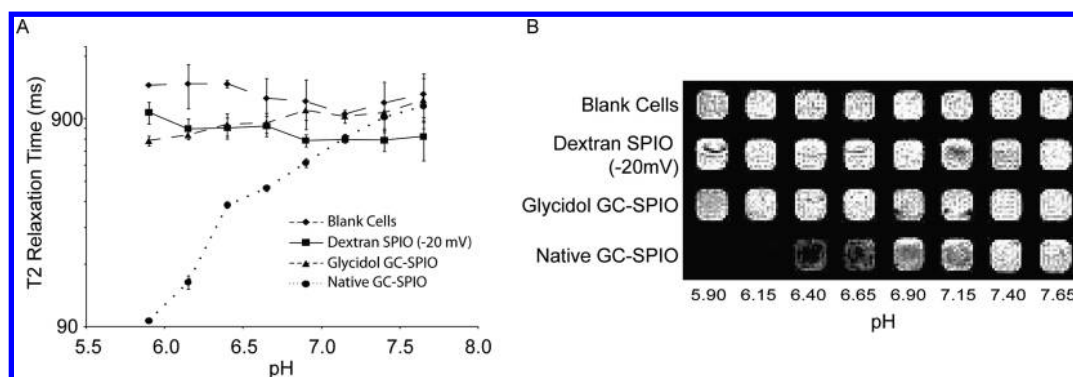 A
T2 Relaxation Time (ms)
900
90
5.5 6.0 6.5 7.0 7.5 8.0
pH
Blank Cells
Dextran SPIO (-20 mV)
Glycidol GC-SPIO
Native GC-SPIO
B
Blank Cells
Dextran SPIO
(-20mV)
Glycidol GC-SPIO
Native GC-SPIO
5.90 6.15 6.40 6.65 6.90 7.15 7.40 7.65
pH